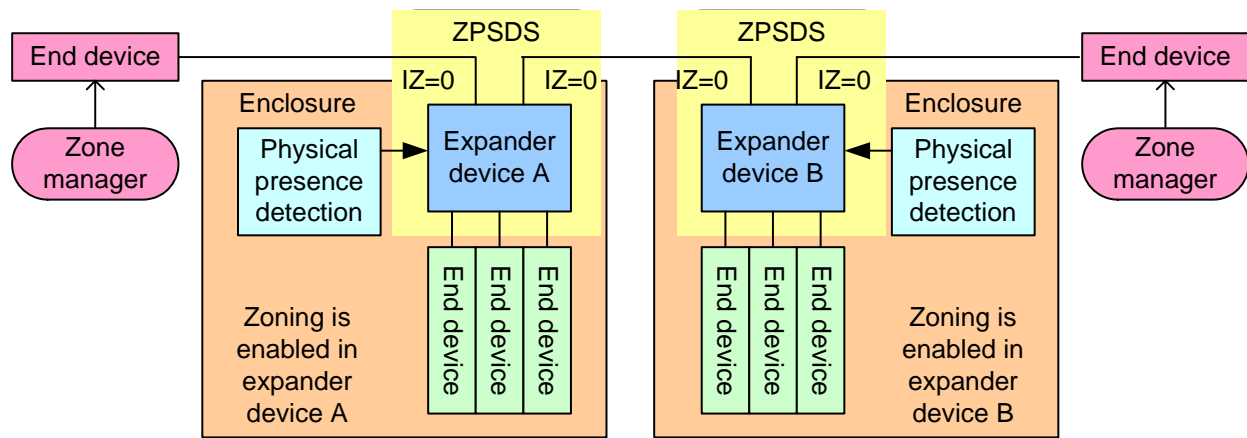 ZPSDS
ZPSDS
End device
End device
IZ=0
IZ=0
IZ=0
IZ=0
Enclosure
Enclosure
Zone
manager
Physical
presence
detection
Expander
device A
Expander
device B
Physical
presence
detection
Zone
manager
End device
End device
End device
End device
End device
End device
Zoning is
enabled in
expander
device A
Zoning is
enabled in
expander
device B